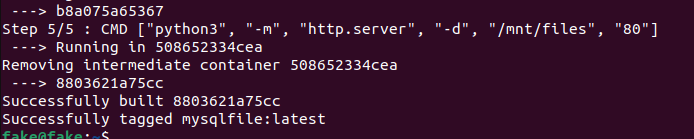 ---> b8a075a65367
Step 5/5 : CMD ["python3", "-m", "http.server", "-d", "/mnt/files", "80"]
---> Running in 508652334cea
Removing intermediate container 508652334cea
---> 8803621a75cc
Successfully built 8803621a75cc
Successfully tagged mysqlfile:latest
fake@fake:~$